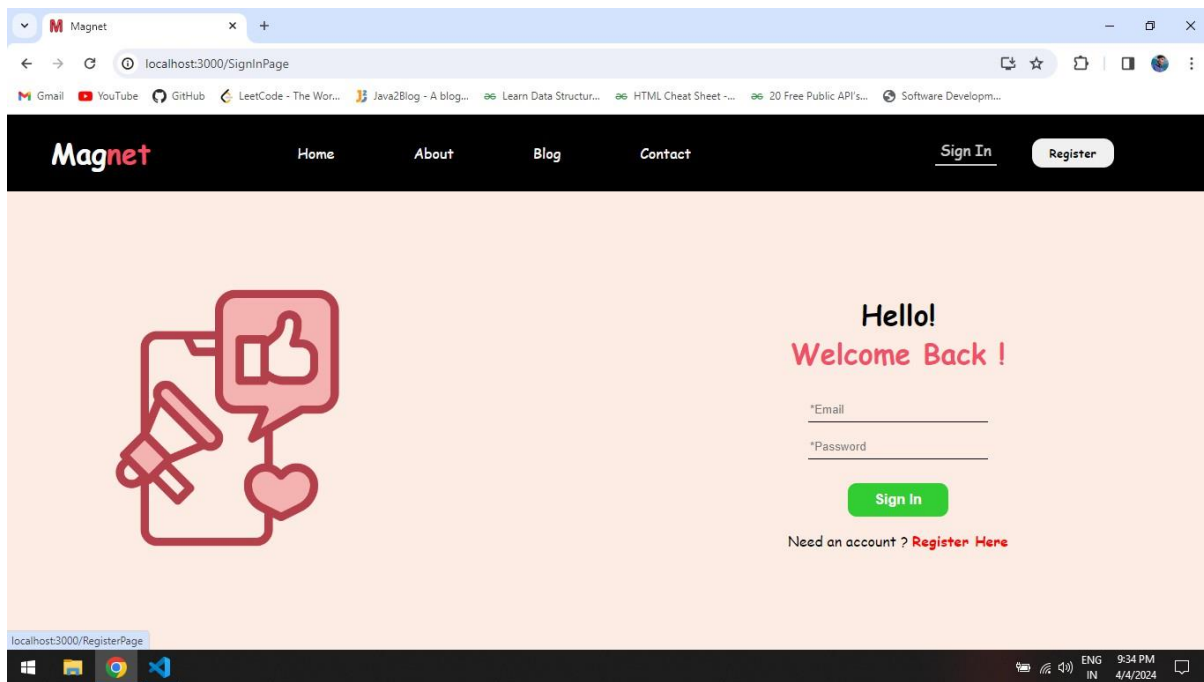 M Magnet
localhost:3000/SignInPage
Gmail YouTube GitHub LeetCode - The Wor... Java2Blog - A blog... Learn Data Structur... HTML Cheat Sheet -... 20 Free Public API's... Software Developm...
Magnet Home About Blog Contact Sign In Register
Hello!
Welcome Back !
*Email
*Password
Sign In
Need an account ? Register Here
localhost:3000/RegisterPage
ENG 9:34 PM
IN 4/4/2024